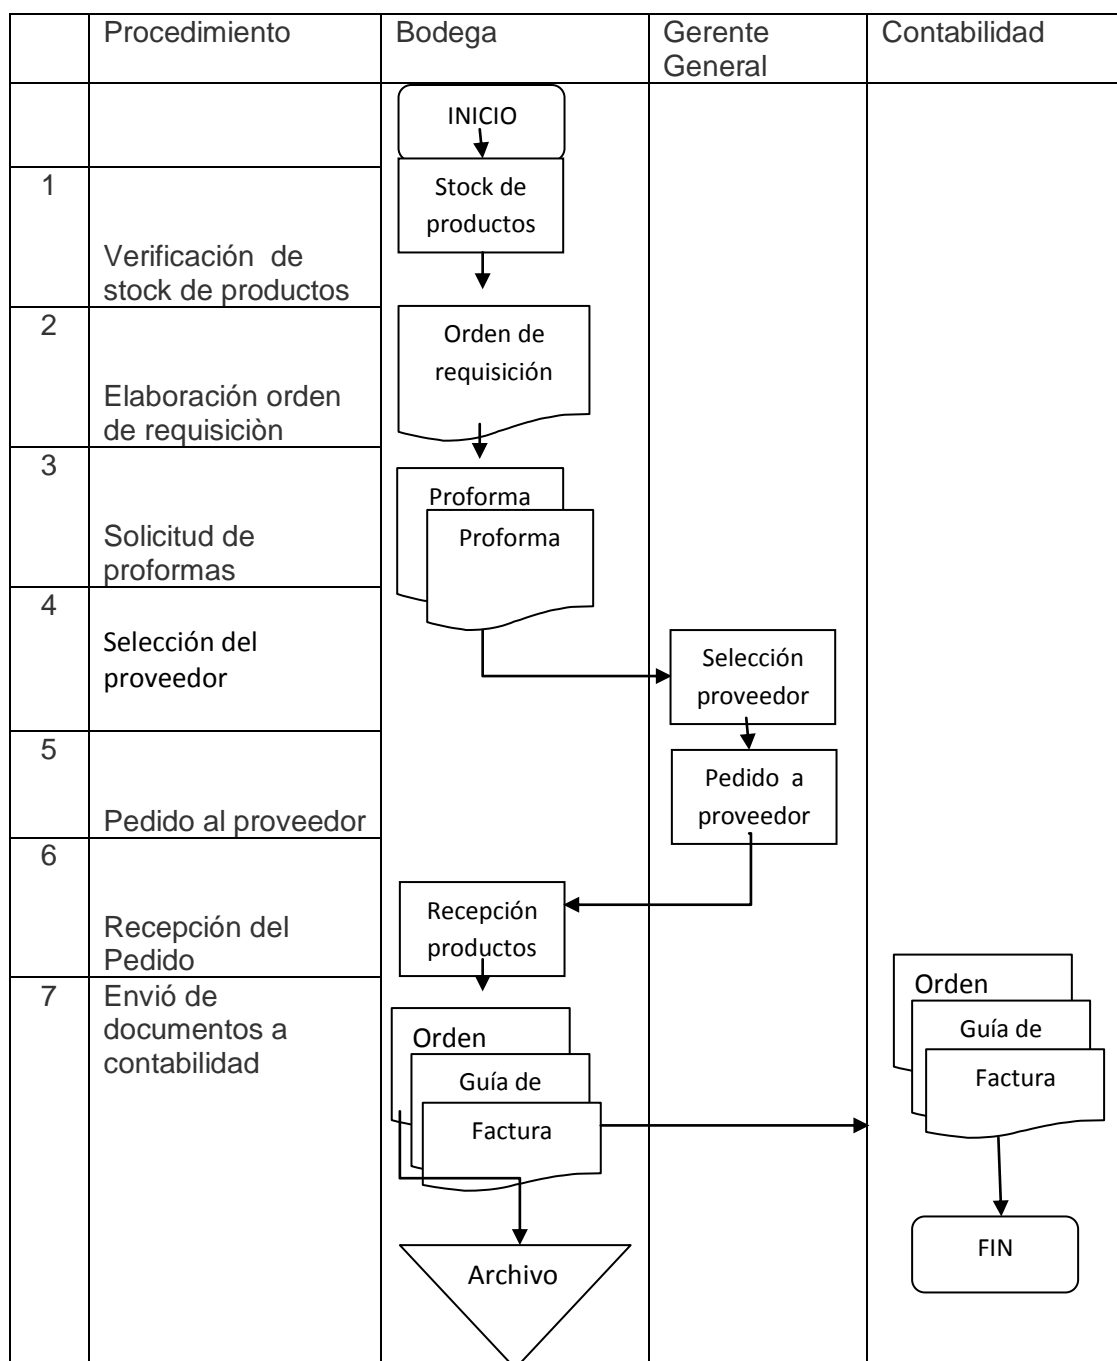 Procedimiento
Bodega
Gerente
General
Contabilidad
INICIO
1
Verificación de
stock de productos
Stock de
productos
2
Elaboración orden
de requisiciòn
Orden de
requisición
3
Solicitud de
proformas
Proforma
Proforma
4
Selección del
proveedor
Selección
proveedor
5
Pedido al proveedor
Pedido a
proveedor
6
Recepción del
Pedido
Recepción
productos
7
Envió de
documentos a
contabilidad
Orden
Guía de
Factura
Archivo
Orden
Guía de
Factura
FIN